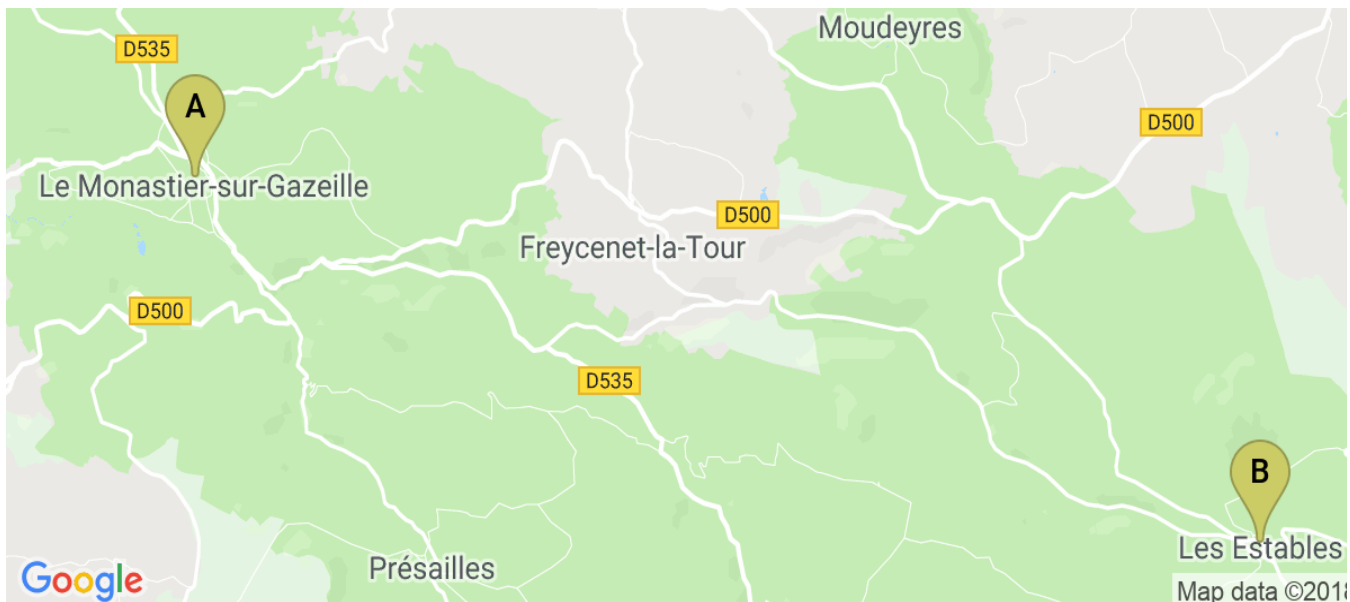 Moudeyres
D535
A
D500
Le Monastier-sur-Gazeille
D500
Freycenet-la-Tour
D500
D535
B
Les Estables
Présailles
Google
Map data ©2018